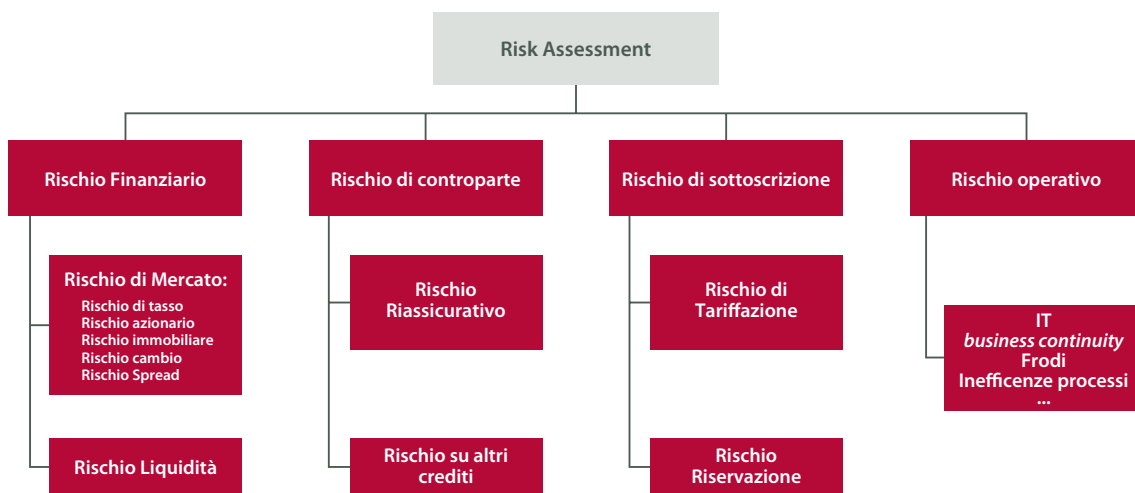 Risk Assessment
Rischio Finanziario
Rischio di controparte
Rischio di sottoscrizione
Rischio operativo
Rischio di Mercato:
Rischio di tasso
Rischio azionario
Rischio immobiliare
Rischio cambio
Rischio Spread
Rischio
Riassicurativo
Rischio di
Tariffazione
IT
business continuity
Frodi
Inefficenze processi
...
Rischio Liquidità
Rischio su altri
crediti
Rischio
Riservazione